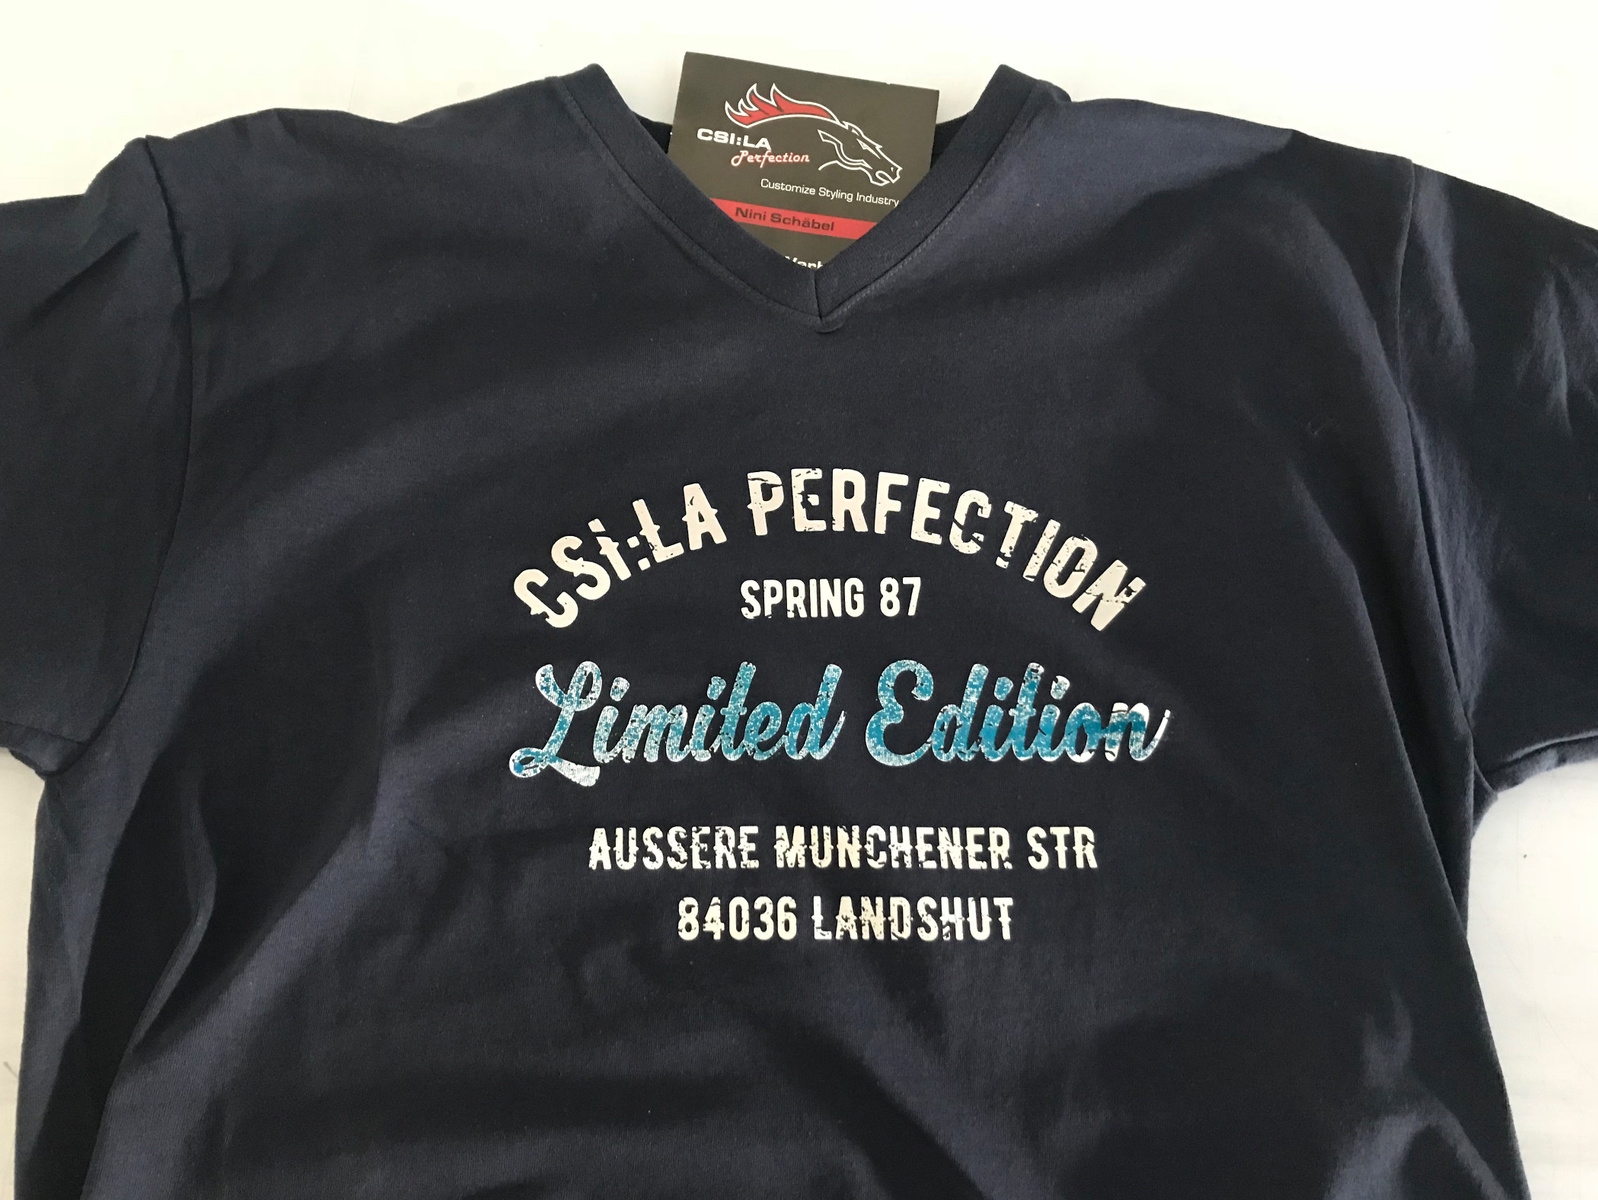 CSI:LA
Perfection
Customize Styling Industry
Nini Schäbel
CSI:LA PERFECTION
SPRING 87
Limited Edition
AUSSERE MUNCHENER STR
84036 LANDSHUT